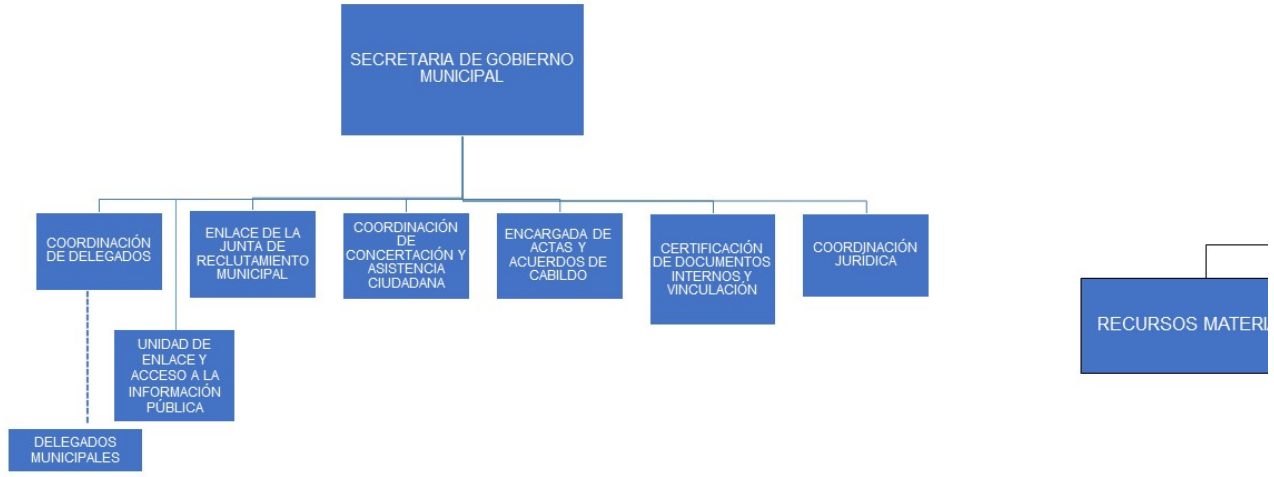 SECRETARIA DE GOBIERNO
MUNICIPAL
COORDINACIÓN
DE DELEGADOS
ENLACE DE LA
JUNTA DE
RECLUTAMIENTO
MUNICIPAL
COORDINACIÓN
DE
CONCERTACIÓN Y
ASISTENCIA
CIUDADANA
ENCARGADA DE
ACTAS Y
ACUERDOS DE
CABILDO
CERTIFICACIÓN
DE DOCUMENTOS
INTERNOS Y
VINCULACIÓN
COORDINACIÓN
JURÍDICA
RECURSOS
UNIDAD DE
ENLACE Y
ACCESO A LA
INFORMACIÓN
PÚBLICA
DELEGADOS
MUNICIPALES